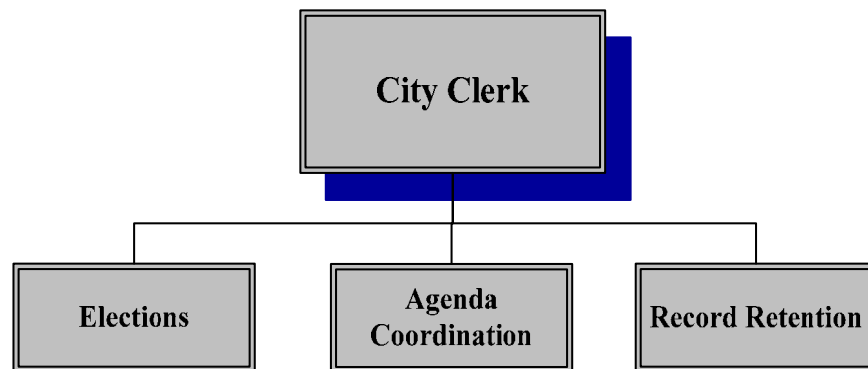 City Clerk
Elections
Agenda
Coordination
Record Retention